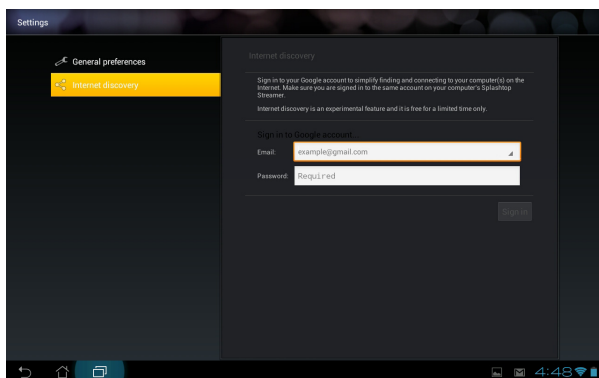 Settings
General preferences
Internet discovery
Internet discovery
Sign in to your Google account to simplify finding and connecting to your computer(s) on the
Internet. Make sure you are signed in to the same account on your computer's Splashtop
Streamer.
Internet discovery is an experimental feature and it is free for a limited time only.
Sign in to Google account...
Email: example@gmail.com
Password: Required
Sign in
4:48